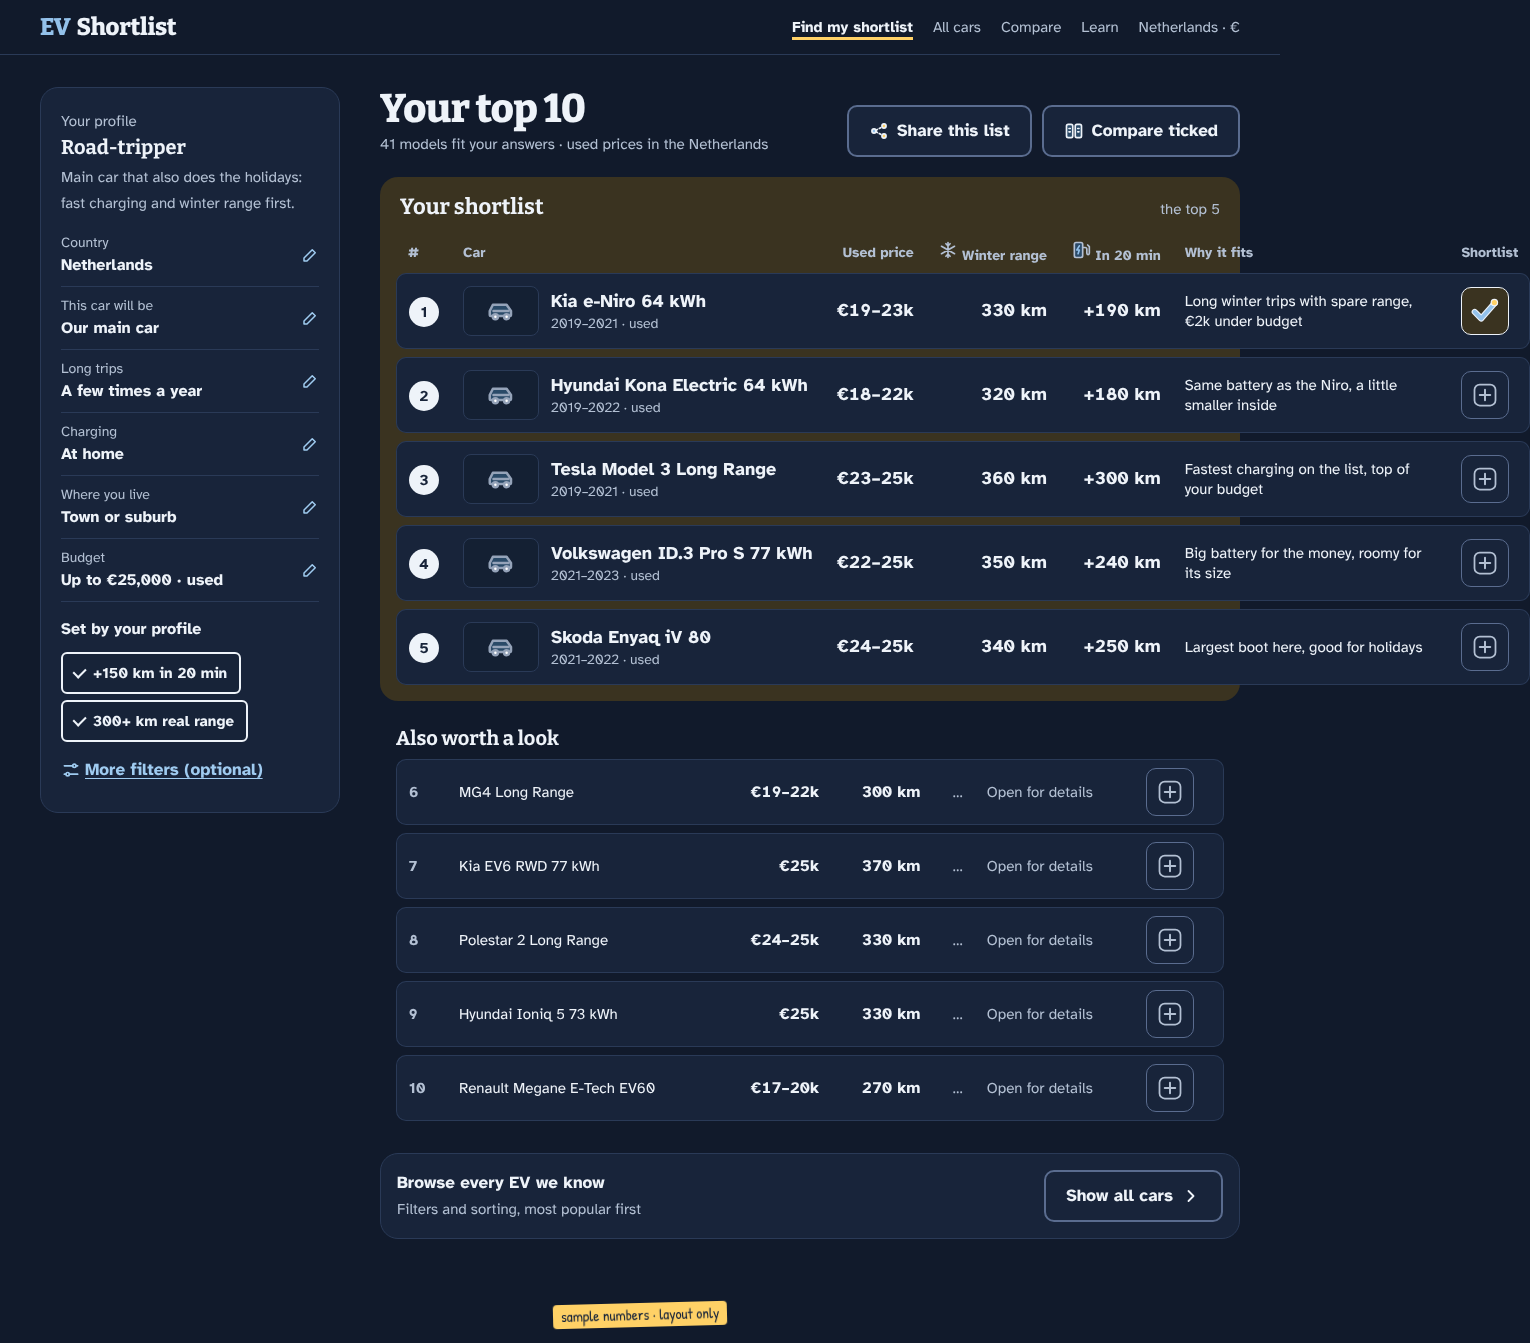 EV Shortlist
Find my shortlist All cars Compare Learn Netherlands · €
Your profile
Road-tripper
Main car that also does the holidays:
fast charging and winter range first.
Country
Netherlands
This car will be
Our main car
Long trips
A few times a year
Charging
At home
Where you live
Town or suburb
Budget
Up to €25,000 · used
Set by your profile
+150 km in 20 min
300+ km real range
More filters (optional)
Your top 10
41 models fit your answers · used prices in the Netherlands
Share this list
Compare ticked
Your shortlist
the top 5
# Car Used price Winter range In 20 min Why it fits Shortlist
1 Kia e-Niro 64 kWh €19–23k 330 km +190 km Long winter trips with spare range,
2019–2021 · used €2k under budget
2 Hyundai Kona Electric 64 kWh €18–22k 320 km +180 km Same battery as the Niro, a little
2019–2022 · used smaller inside
3 Tesla Model 3 Long Range €23–25k 360 km +300 km Fastest charging on the list, top of
2019–2021 · used your budget
4 Volkswagen ID.3 Pro S 77 kWh €22–25k 350 km +240 km Big battery for the money, roomy for
2021–2023 · used its size
5 Skoda Enyaq iV 80 €24–25k 340 km +250 km Largest boot here, good for holidays
2021–2022 · used
Also worth a look
6 MG4 Long Range €19–22k 300 km ... Open for details
7 Kia EV6 RWD 77 kWh €25k 370 km ... Open for details
8 Polestar 2 Long Range €24–25k 330 km ... Open for details
9 Hyundai Ioniq 5 73 kWh €25k 330 km ... Open for details
10 Renault Megane E-Tech EV60 €17–20k 270 km ... Open for details
Browse every EV we know
Filters and sorting, most popular first
Show all cars
sample numbers · layout only